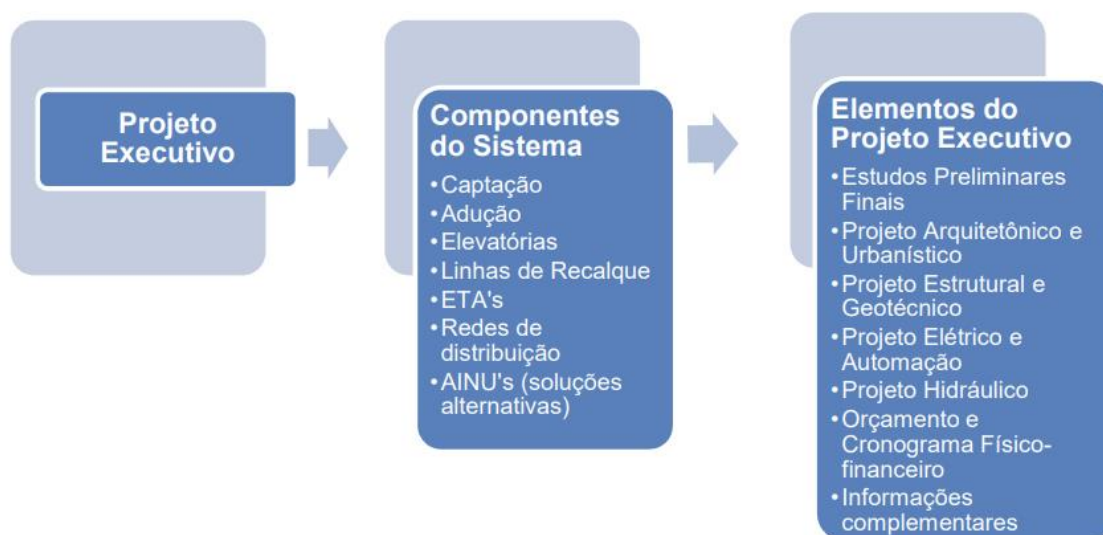 Projeto
Executivo
Componentes
do Sistema
•Captação
•Adução
•Elevatórias
•Linhas de Recalque
•ETA's
•Redes de
distribuição
•AINU's (soluções
alternativas)
Elementos do
Projeto Executivo
•Estudos Preliminares
Finais
•Projeto Arquitetônico e
Urbanístico
•Projeto Estrutural e
Geotécnico
•Projeto Elétrico e
Automação
•Projeto Hidráulico
•Orçamento e
Cronograma Físico-
financeiro
•Informações
complementares